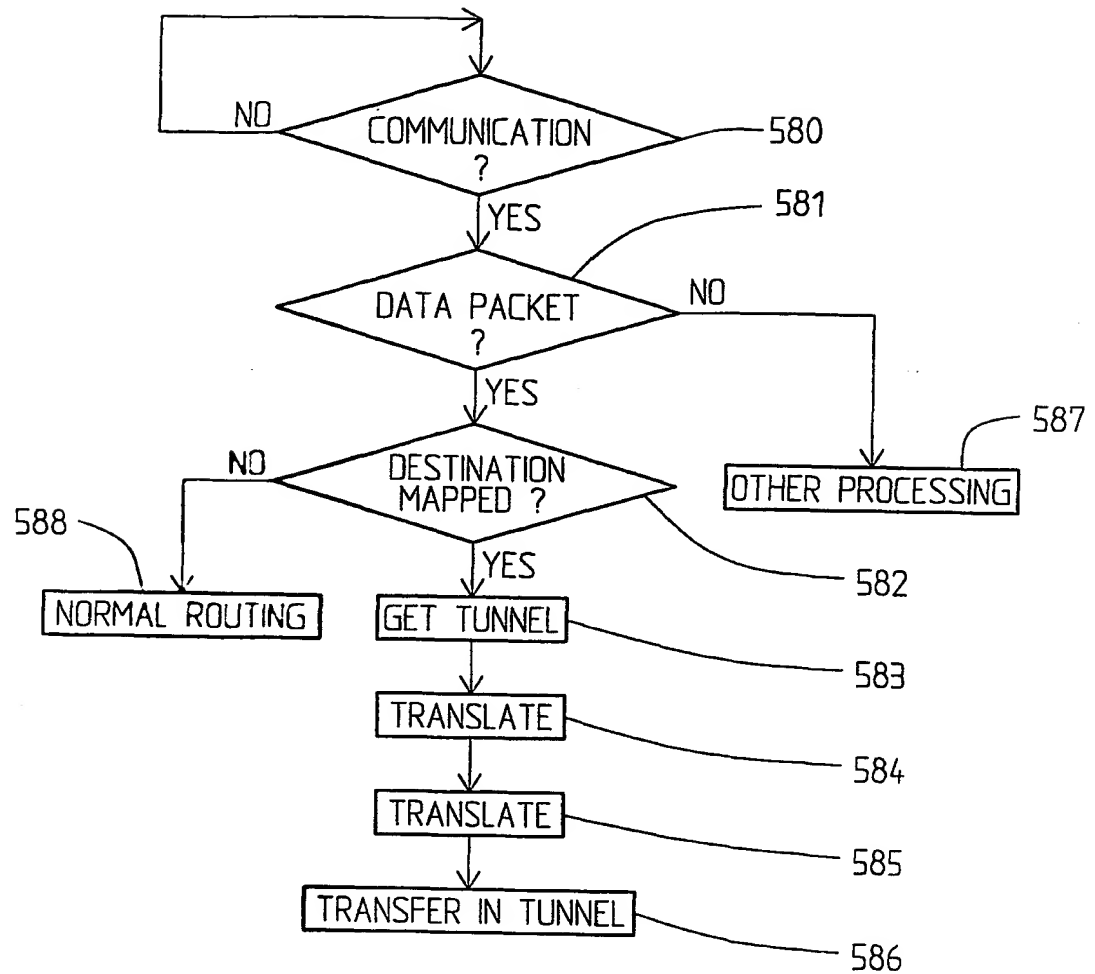 NO
COMMUNICATION
?
580
YES
581
DATA PACKET
?
NO
YES
587
OTHER PROCESSING
NO
DESTINATION
MAPPED ?
588
582
YES
NORMAL ROUTING
GET TUNNEL
583
TRANSLATE
584
TRANSLATE
585
TRANSFER IN TUNNEL
586